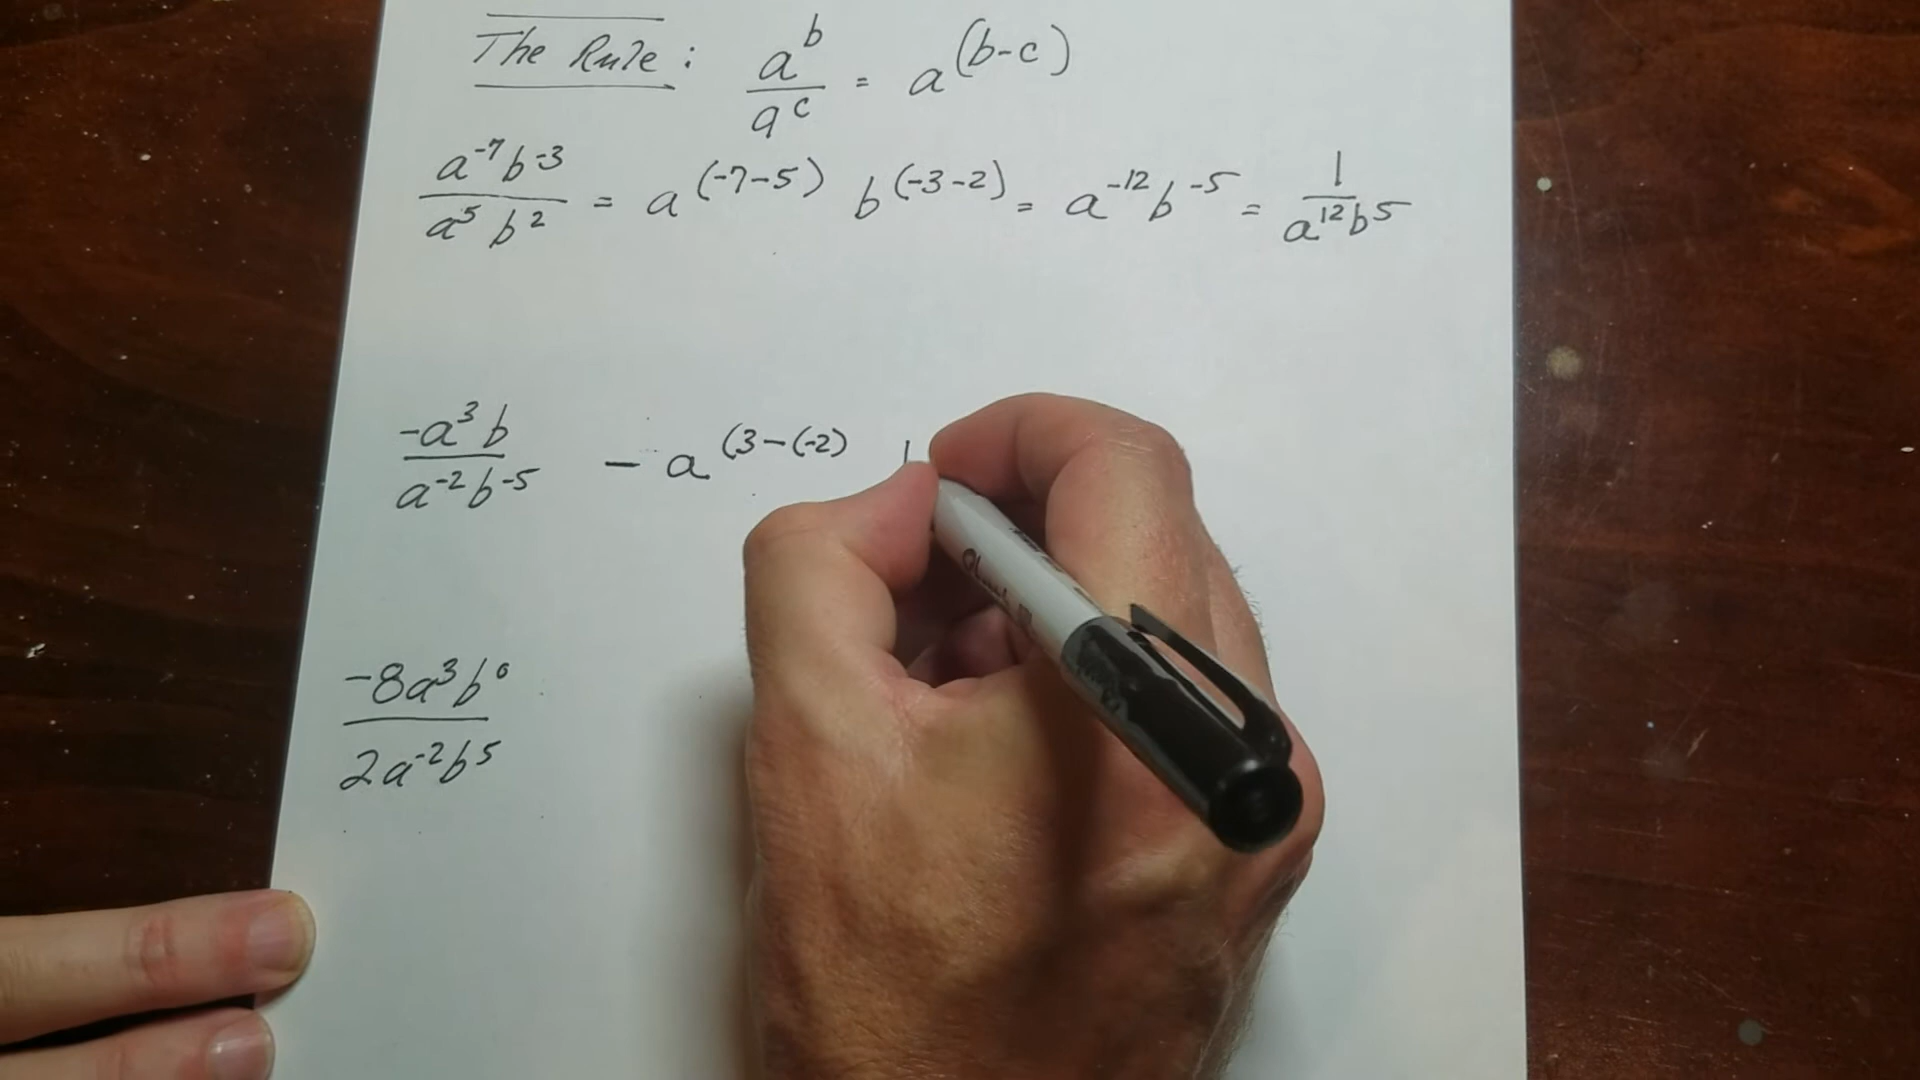 The Rule: a^b / a^c = a^(b-c)
a^-7 b^-3 / a^5 b^2 = a^(-7-5) b^(-3-2) = a^-12 b^-5 = 1 / a^12 b^5
-a^3 b / a^-2 b^-5 - a^(3-(-2)
-8a^3 b^0 / 2a^-2 b^5